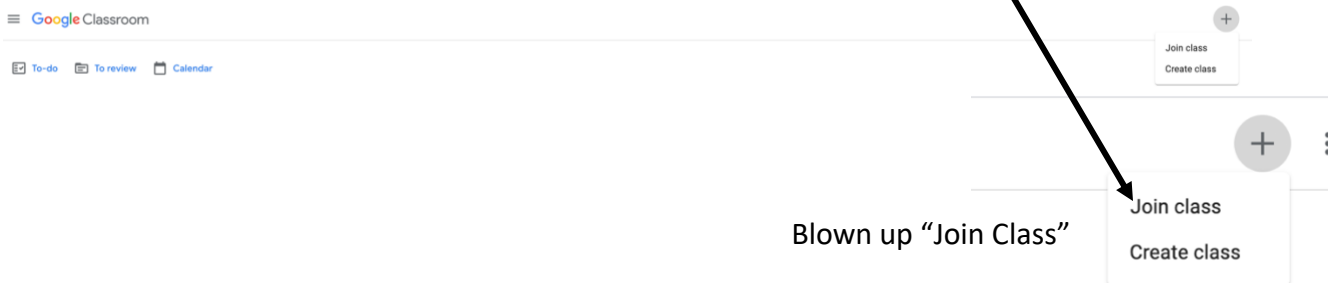 Google Classroom
+
Join class
Create class
To-do To review Calendar
+
Join class
Blown up “Join Class”
Create class